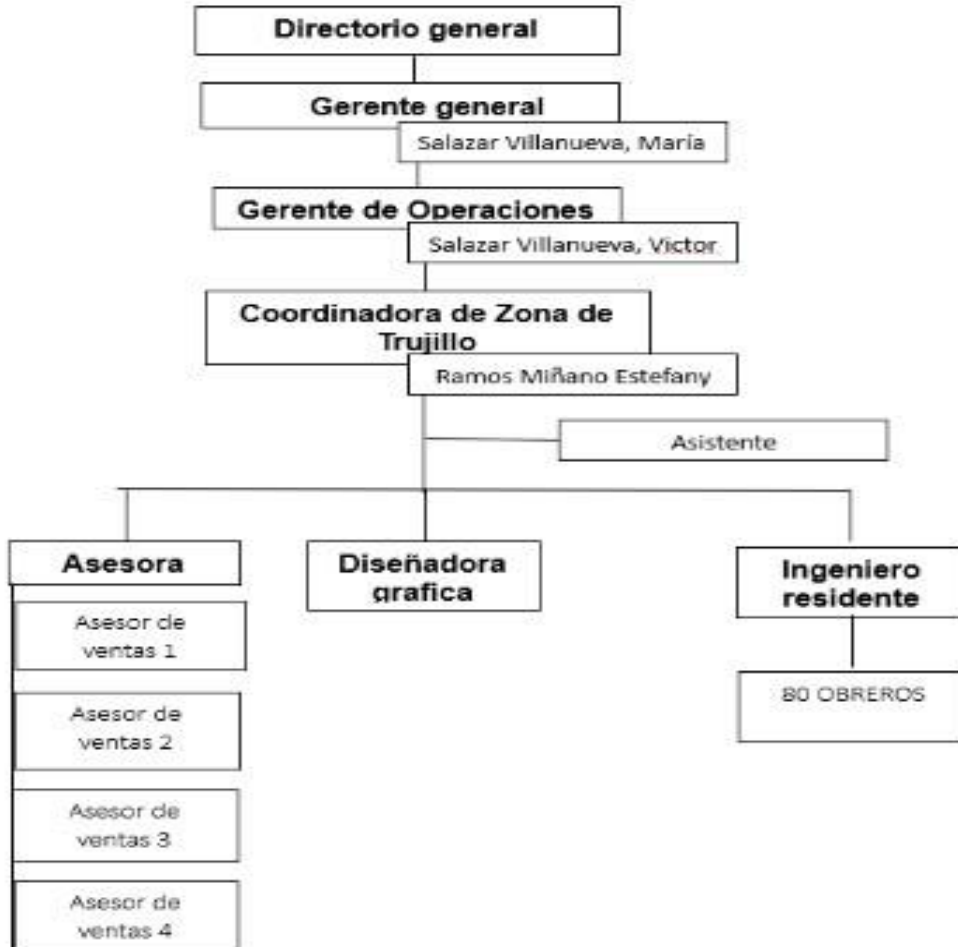 Directorio general
Gerente general
Salazar Villanueva, María
Gerente de Operaciones
Salazar Villanueva, Victor
Coordinadora de Zona de
Trujillo
Ramos Miñano Estefany
Asistente
Asesora
Asesor de
ventas 1
Asesor de
ventas 2
Asesor de
ventas 3
Asesor de
ventas 4
Diseñadora
grafica
Ingeniero
residente
80 OBREROS